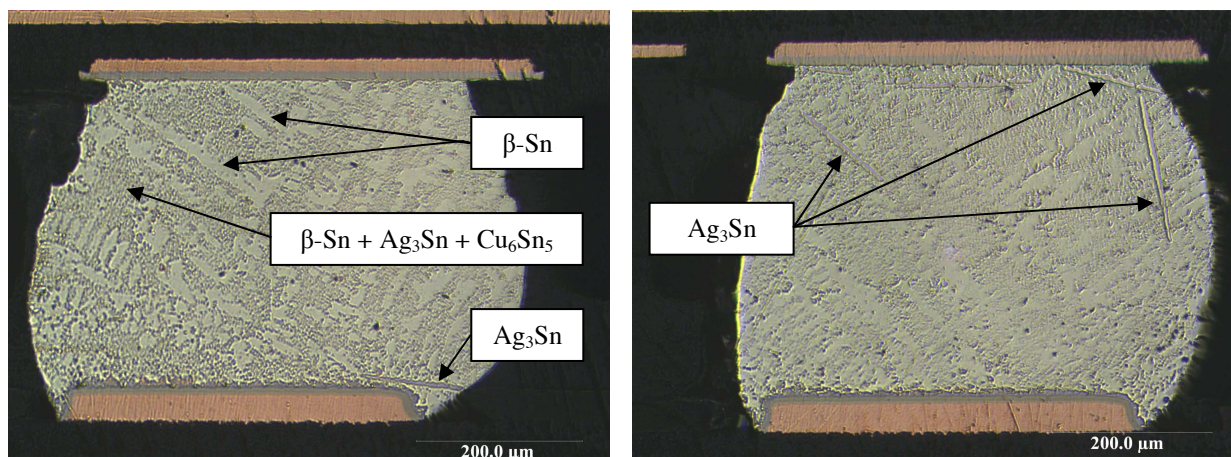 β-Sn
β-Sn + Ag₃Sn + Cu₆Sn₅
Ag₃Sn
200.0 µm
Ag₃Sn
200.0 µm